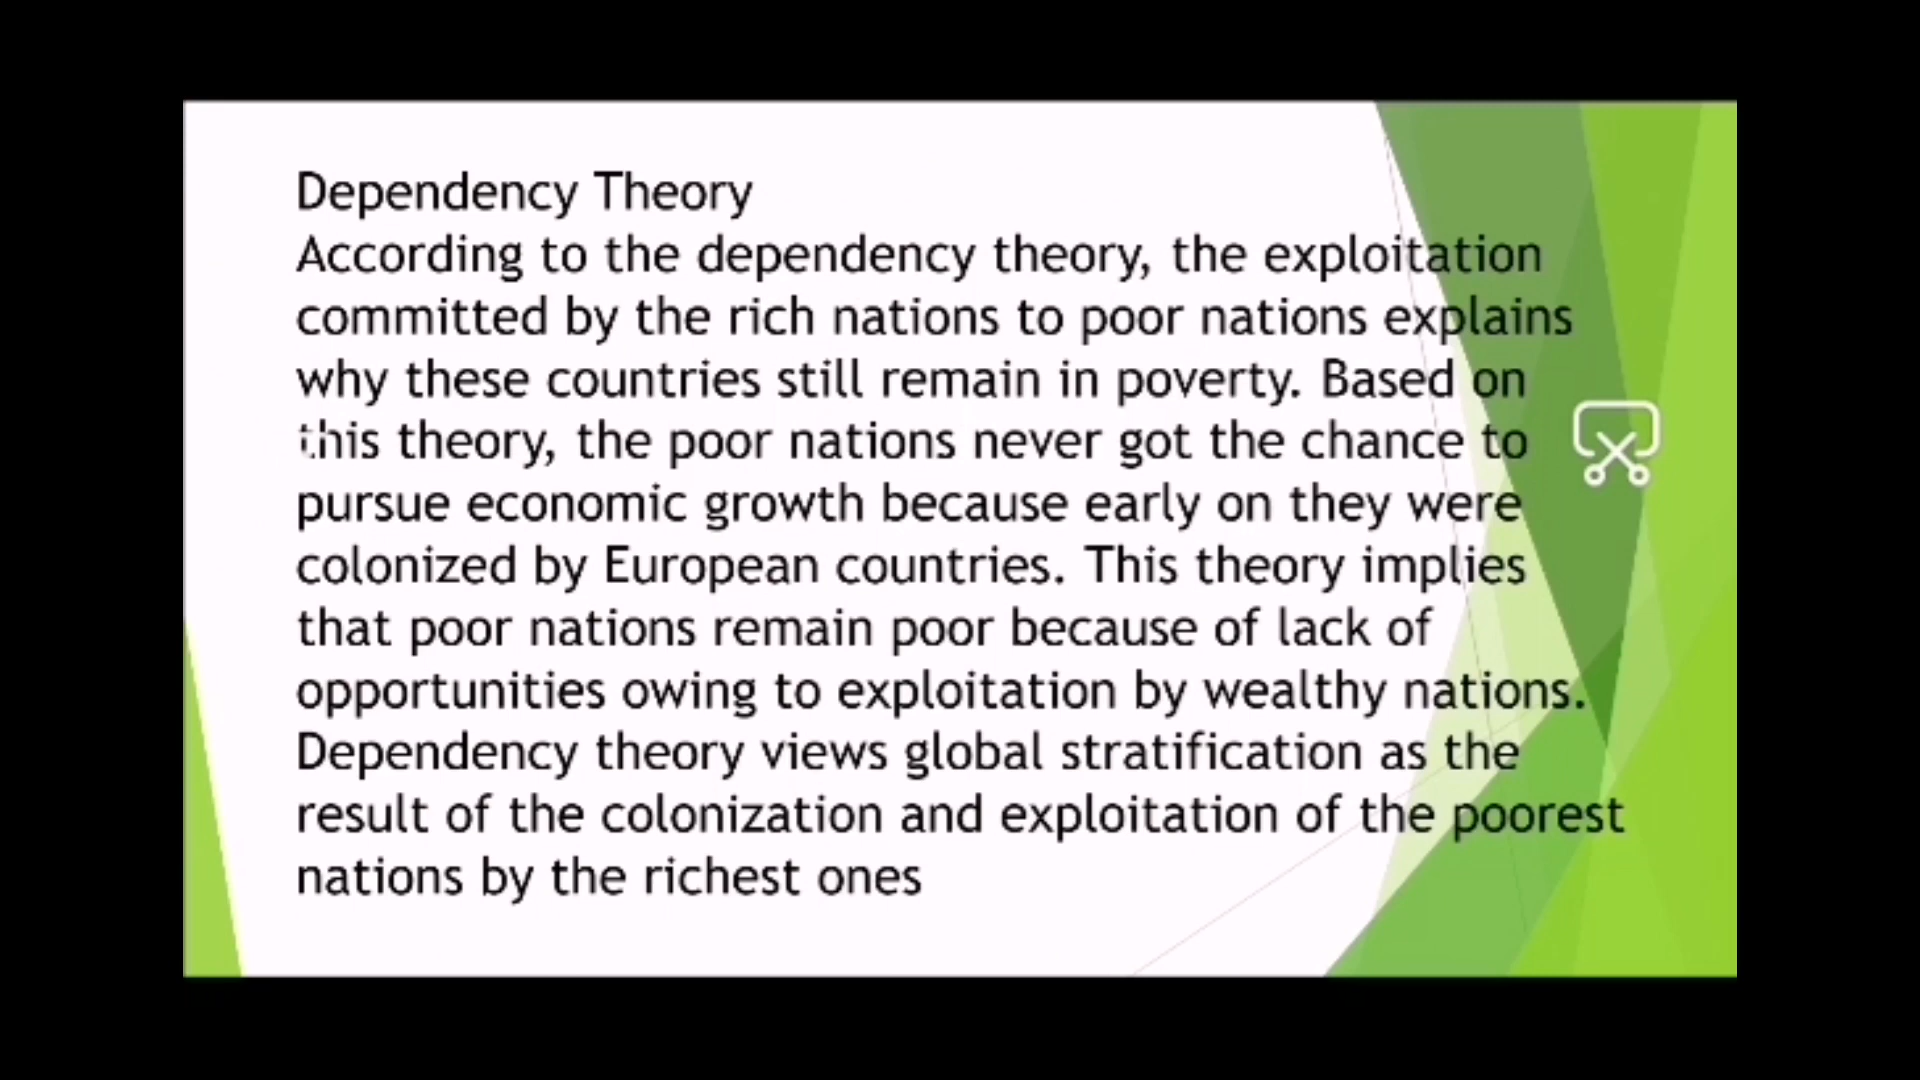 Dependency Theory
According to the dependency theory, the exploitation
committed by the rich nations to poor nations explains
why these countries still remain in poverty. Based on
this theory, the poor nations never got the chance to
pursue economic growth because early on they were
colonized by European countries. This theory implies
that poor nations remain poor because of lack of
opportunities owing to exploitation by wealthy nations.
Dependency theory views global stratification as the
result of the colonization and exploitation of the poorest
nations by the richest ones